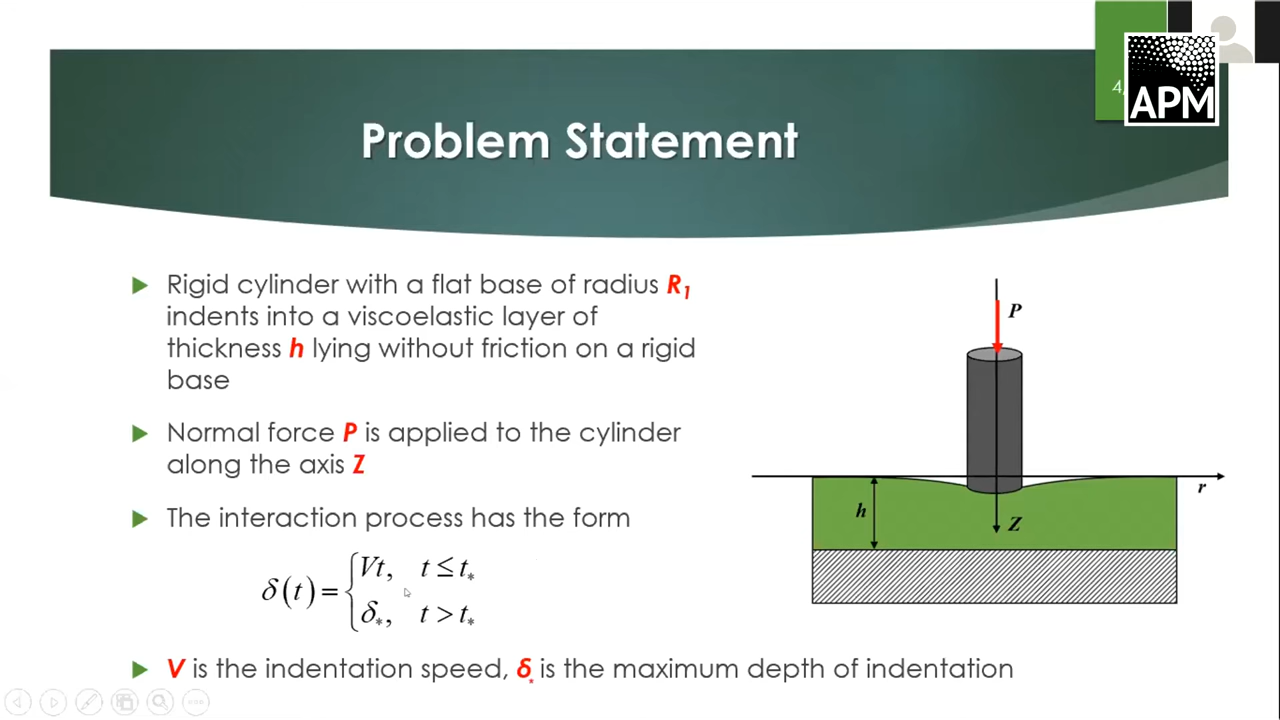 4
APM
Problem Statement
Rigid cylinder with a flat base of radius R₁
indents into a viscoelastic layer of
thickness h lying without friction on a rigid
base
Normal force P is applied to the cylinder
along the axis Z
The interaction process has the form
δ(t) = { Vt, t ≤ t*
δ*, t > t*
V is the indentation speed, δ* is the maximum depth of indentation
P
r
h
Z